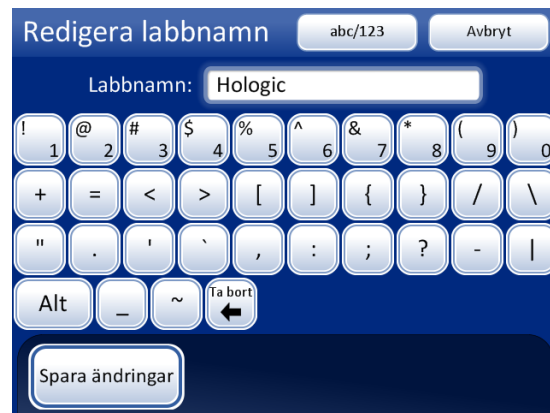 Redigera labbnamn abc/123 Avbryt
Labbnamn: Hologic
! 1 @ 2 # 3 $ 4 % 5 ^ 6 & 7 * 8 ( 9 ) 0
+ = < > [ ] { } / \
" . ' ` , : ; ? - |
Alt _ ~ Ta bort
Spara ändringar